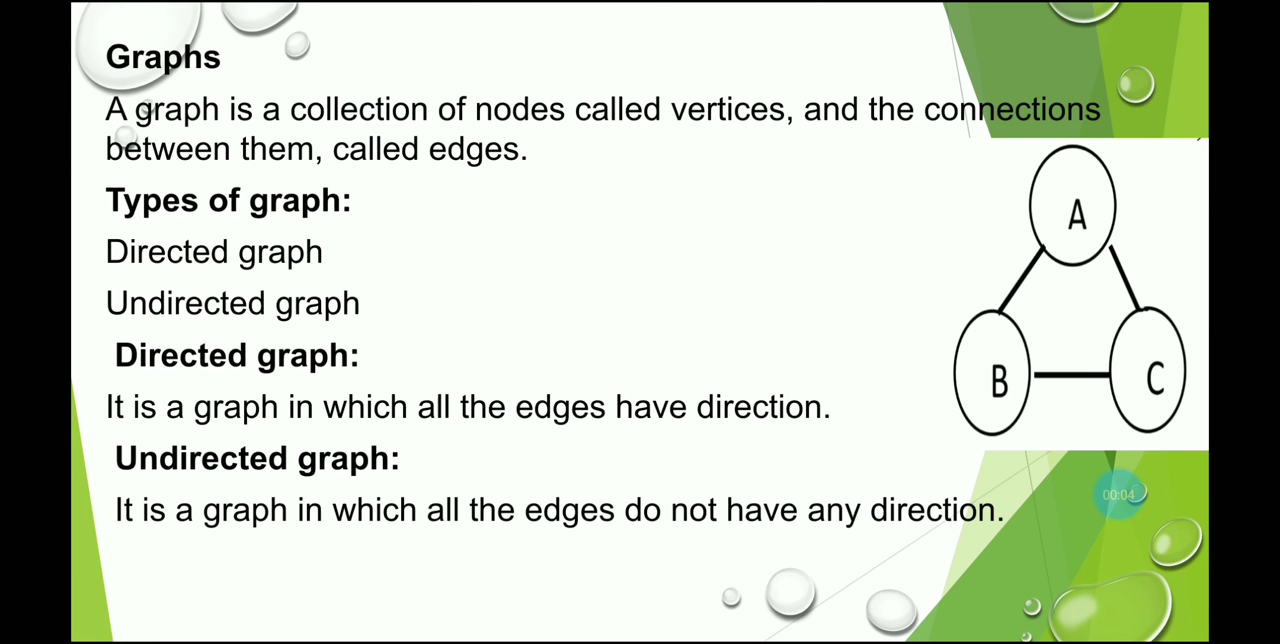 Graphs
A graph is a collection of nodes called vertices, and the connections
between them, called edges.
Types of graph:
Directed graph
Undirected graph
Directed graph:
It is a graph in which all the edges have direction.
Undirected graph:
It is a graph in which all the edges do not have any direction.
A
B
C
00:04